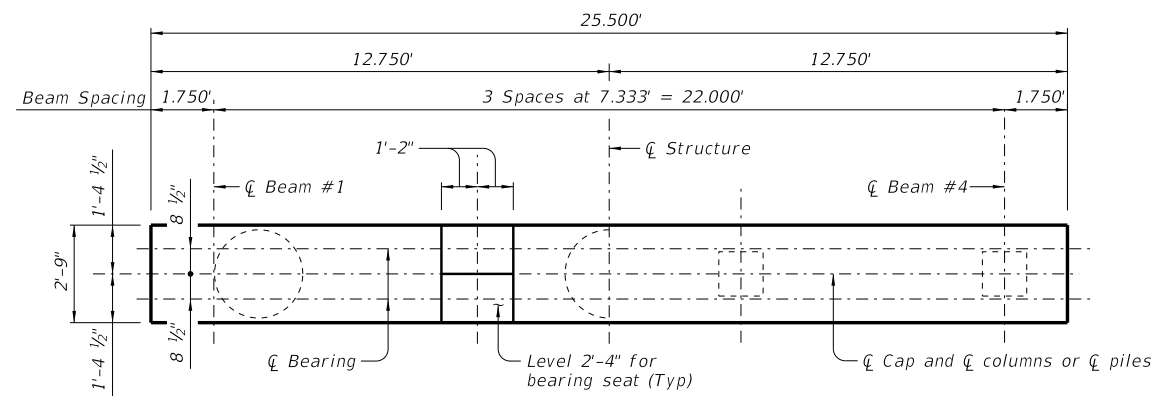 25.500'
12.750' 12.750'
Beam Spacing 1.750' 3 Spaces at 7.333' = 22.000' 1.750'
1'-2" ℄ Structure
1'-4 ½" 8 ½" ℄ Beam #1 ℄ Beam #4
2'-9"
1'-4 ½" 8 ½" ℄ Bearing Level 2'-4" for ℄ Cap and ℄ columns or ℄ piles
bearing seat (Typ)